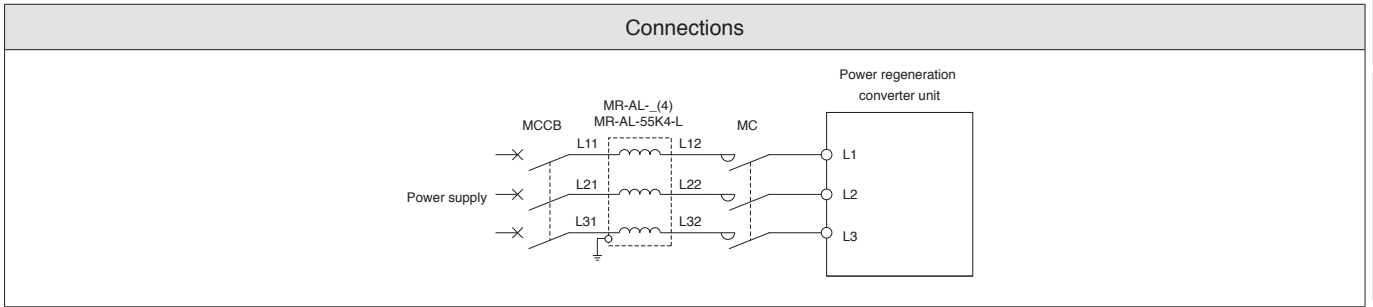 Connections
Power regeneration
converter unit
MR-AL-_(4)
MR-AL-55K4-L
MCCB
MC
L11
L12
L1
Power supply
L21
L22
L2
L31
L32
L3